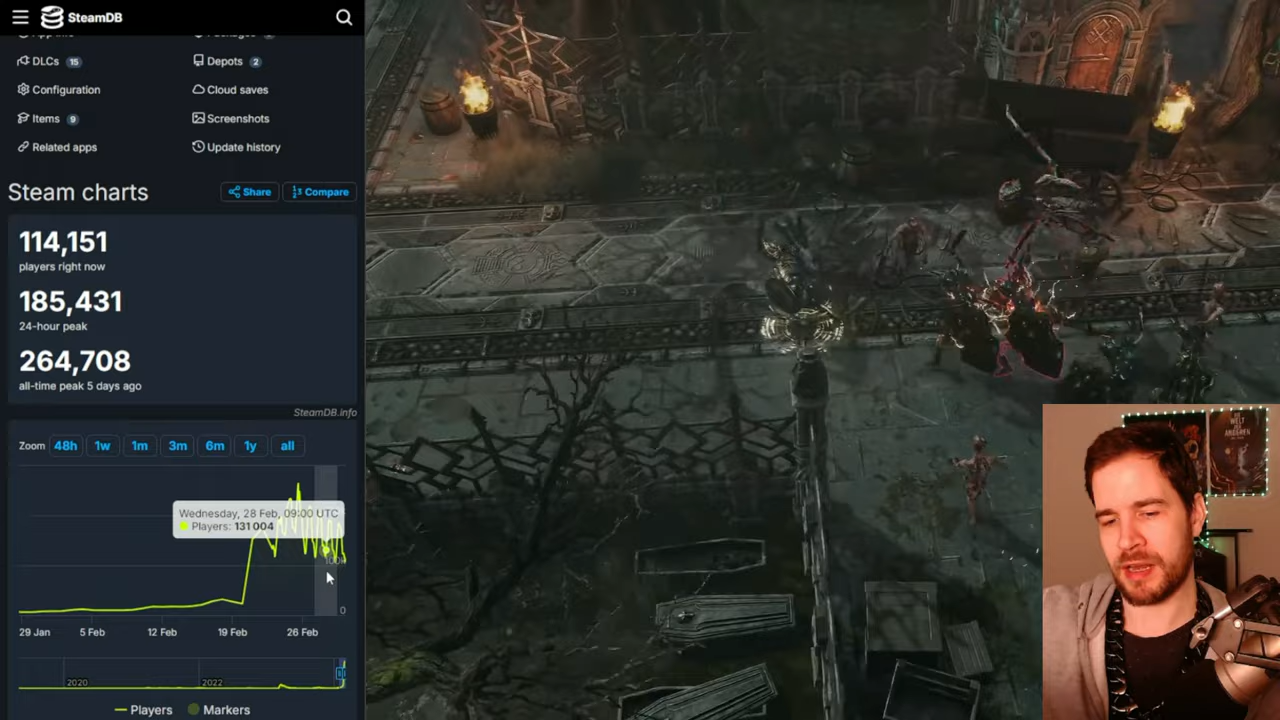 SteamDB
DLCs 15
Depots 2
Configuration
Cloud saves
Items 9
Screenshots
Related apps
Update history
Steam charts
Share
Compare
114,151
players right now
185,431
24-hour peak
264,708
all-time peak 5 days ago
SteamDB.info
Zoom 48h 1w 1m 3m 6m 1y all
Wednesday, 28 Feb, 09:00 UTC
Players: 131 004
0
29 Jan 5 Feb 12 Feb 19 Feb 26 Feb
2020 2022
Players Markers